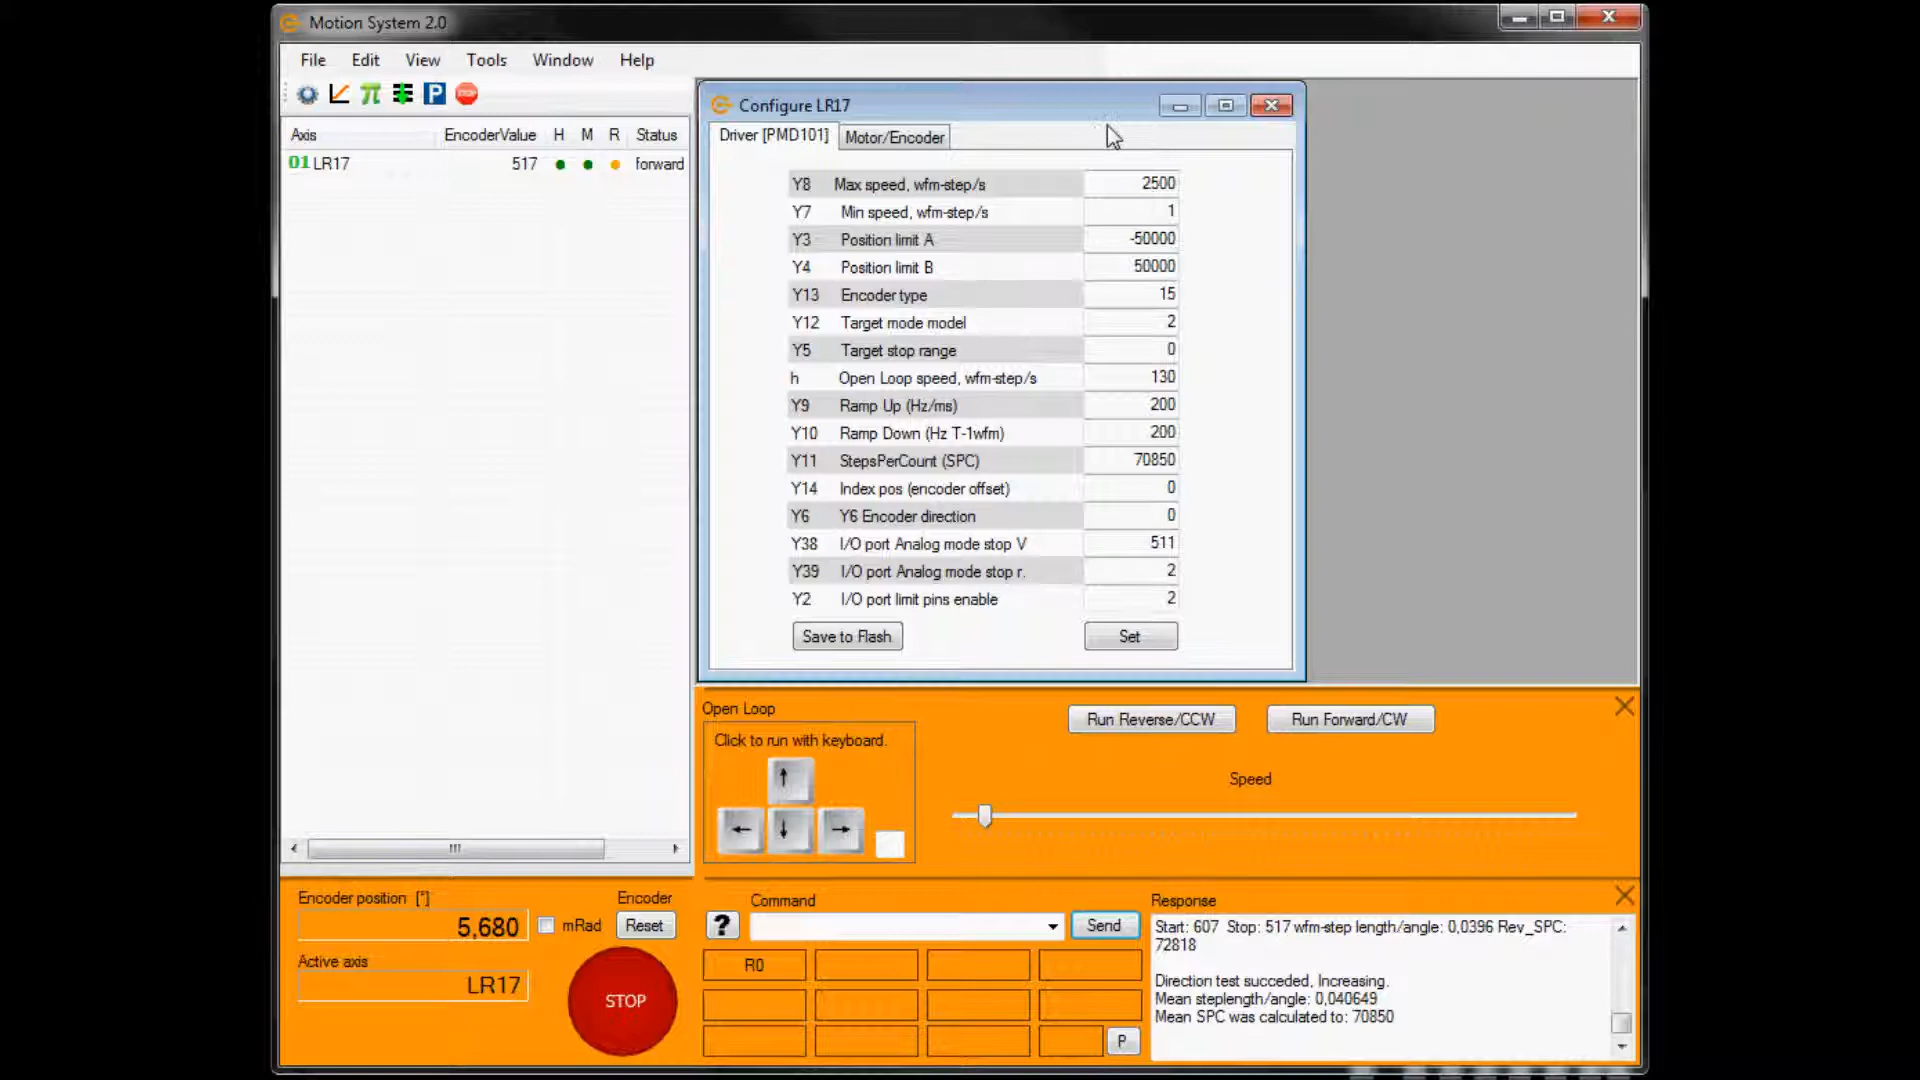 Motion System 2.0
File Edit View Tools Window Help
P STOP
Axis EncoderValue H M R Status
01 LR17 517 forward
Configure LR17
Driver [PMD101] Motor/Encoder
Y8 Max speed, wfm-step/s 2500
Y7 Min speed, wfm-step/s 1
Y3 Position limit A -50000
Y4 Position limit B 50000
Y13 Encoder type 15
Y12 Target mode model 2
Y5 Target stop range 0
h Open Loop speed, wfm-step/s 130
Y9 Ramp Up (Hz/ms) 200
Y10 Ramp Down (Hz T-1wfm) 200
Y11 StepsPerCount (SPC) 70850
Y14 Index pos (encoder offset) 0
Y6 Y6 Encoder direction 0
Y38 I/O port Analog mode stop V 511
Y39 I/O port Analog mode stop r. 2
Y2 I/O port limit pins enable 2
Save to Flash Set
Open Loop
Click to run with keyboard.
Run Reverse/CCW Run Forward/CW
Speed
Encoder position [°]
5,680
mRad
Encoder
Reset
Active axis
LR17
STOP
Command
? Send
R0
P
Response
Start: 607 Stop: 517 wfm-step length/angle: 0,0396 Rev_SPC:
72818
Direction test succeded, Increasing.
Mean steplength/angle: 0,040649
Mean SPC was calculated to: 70850